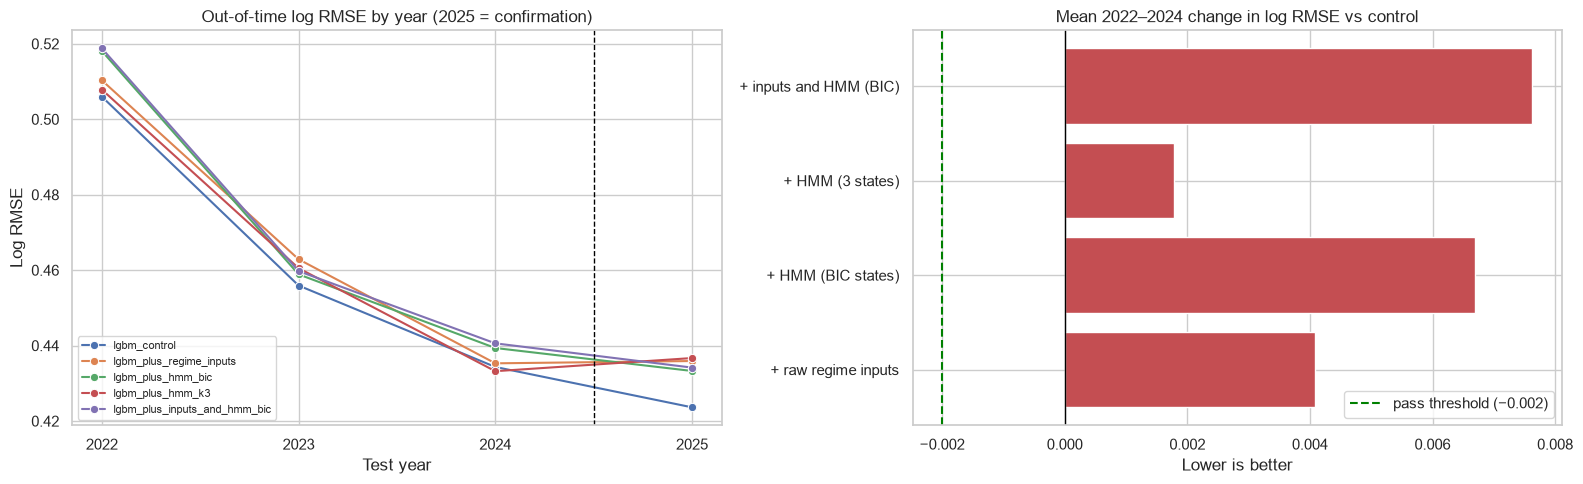 Out-of-time log RMSE by year (2025 = confirmation)
Log RMSE
0.52
0.50
0.48
0.46
0.44
0.42
lgbm_control
lgbm_plus_regime_inputs
lgbm_plus_hmm_bic
lgbm_plus_hmm_k3
lgbm_plus_inputs_and_hmm_bic
2022
2023
2024
2025
Test year
Mean 2022–2024 change in log RMSE vs control
+ inputs and HMM (BIC)
+ HMM (3 states)
+ HMM (BIC states)
+ raw regime inputs
pass threshold (−0.002)
−0.002
0.000
0.002
0.004
0.006
0.008
Lower is better